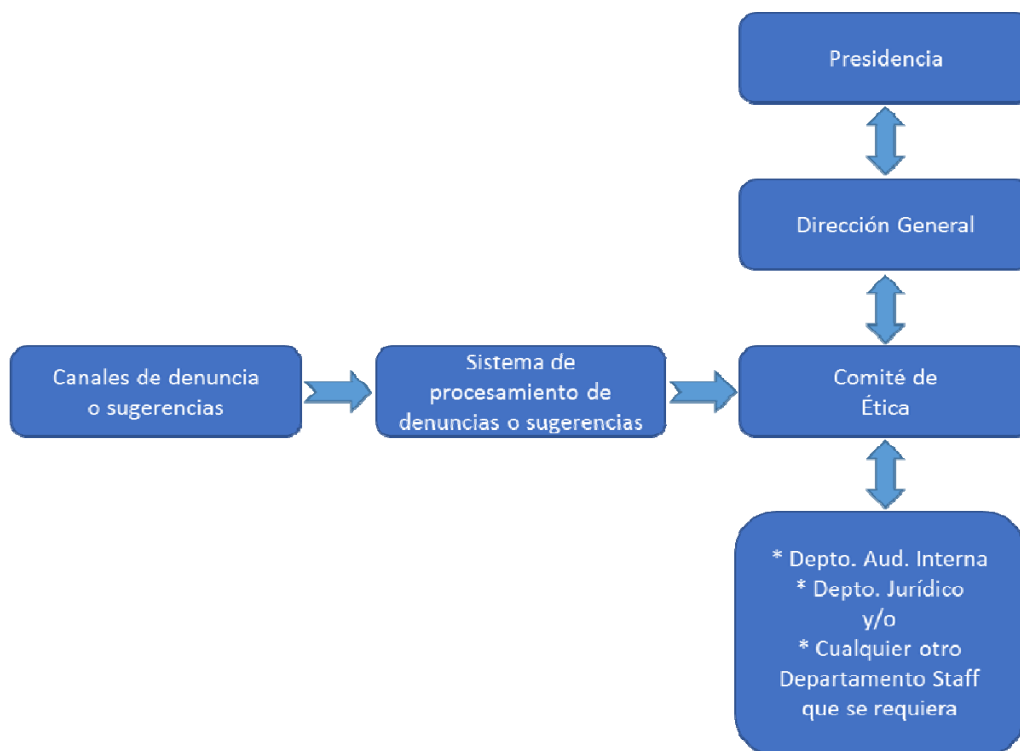 Presidencia
Dirección General
Canales de denuncia
o sugerencias
Sistema de
procesamiento de
denuncias o sugerencias
Comité de
Ética
* Depto. Aud. Interna
* Depto. Jurídico
y/o
* Cualquier otro
Departamento Staff
que se requiera